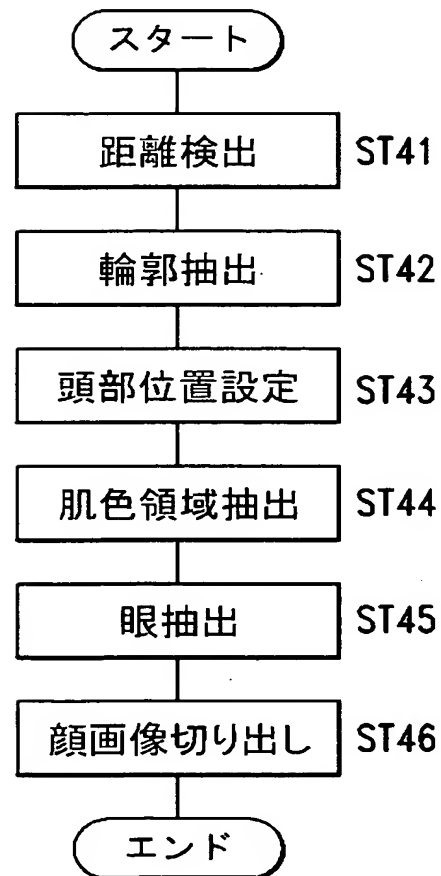 スタート
距離検出 ST41
輪郭抽出 ST42
頭部位置設定 ST43
肌色領域抽出 ST44
眼抽出 ST45
顔画像切り出し ST46
エンド